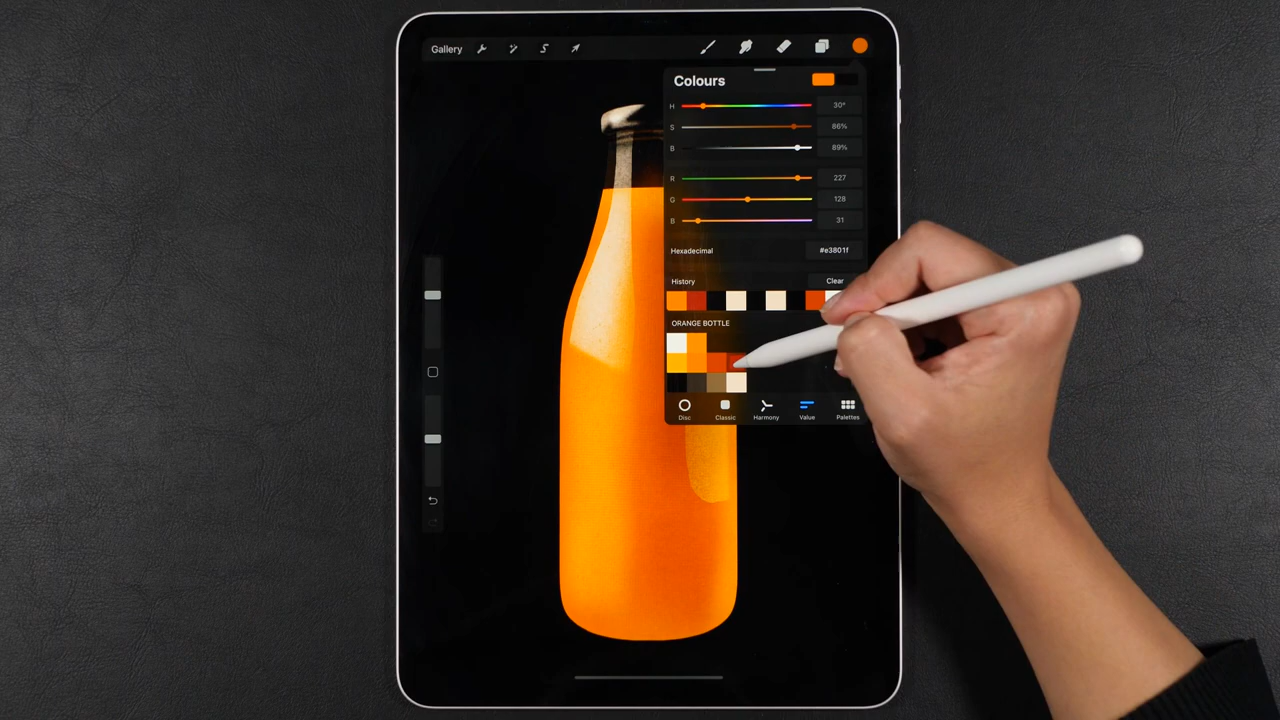 Gallery
Colours
H 30°
S 86%
B 89%
R 227
G 128
B 31
Hexadecimal #e3801f
History Clear
ORANGE BOTTLE
Disc Classic Harmony Value Palettes